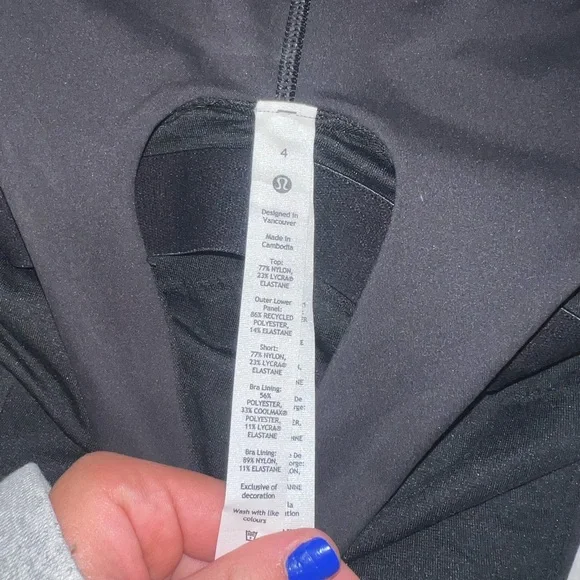 4
Designed in
Vancouver
Made in
Cambodia
Top:
77% NYLON,
23% LYCRA®
ELASTANE
Outer Lower
Panel:
86% RECYCLED
POLYESTER,
14% ELASTANE
Short:
77% NYLON,
23% LYCRA®
ELASTANE
Bra Lining:
56%
POLYESTER,
33% COOLMAX®
POLYESTER,
11% LYCRA®
ELASTANE
Bra Lining:
89% NYLON,
11% ELASTANE
Exclusive of
decoration
Wash with like
colours